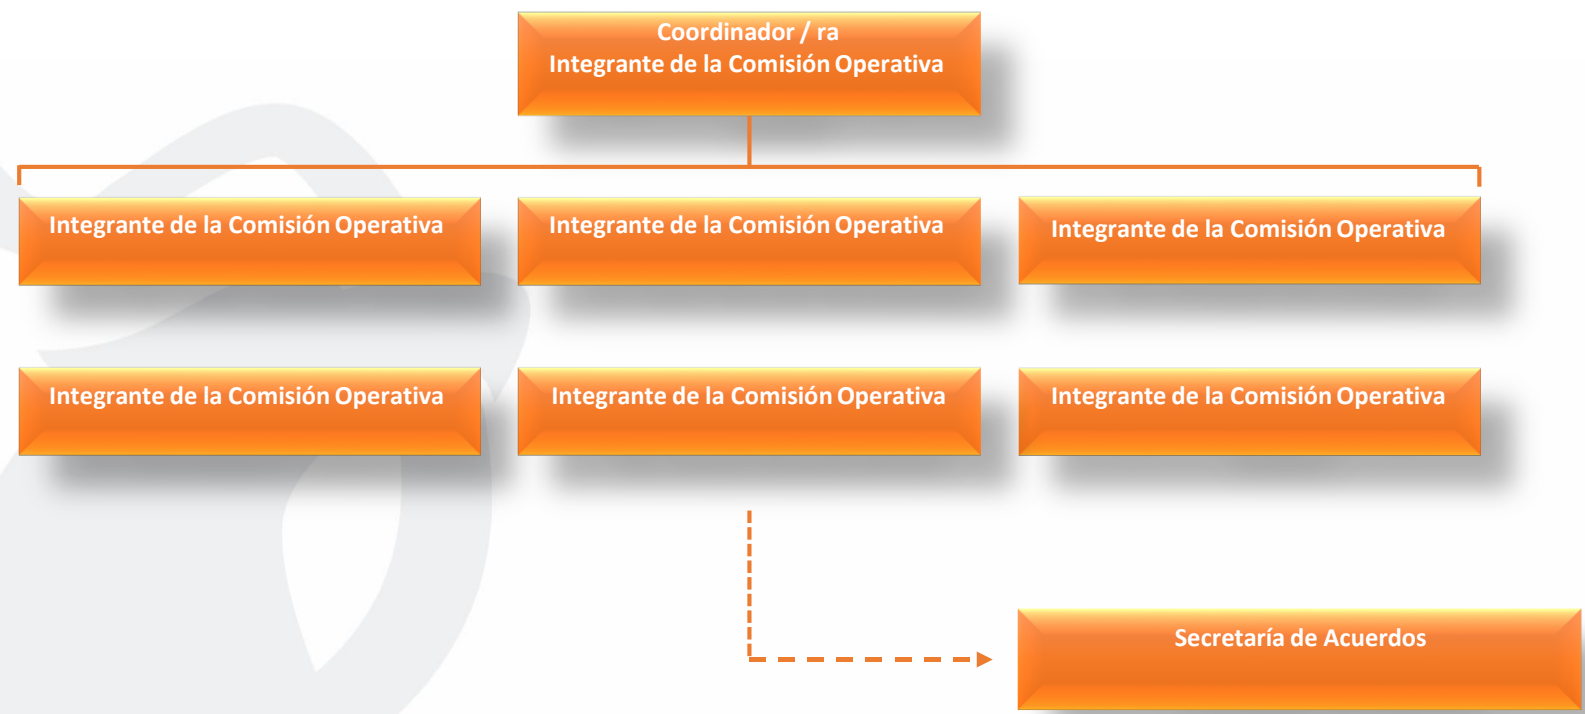 Coordinador / ra
Integrante de la Comisión Operativa
Integrante de la Comisión Operativa
Integrante de la Comisión Operativa
Integrante de la Comisión Operativa
Integrante de la Comisión Operativa
Integrante de la Comisión Operativa
Integrante de la Comisión Operativa
Secretaría de Acuerdos